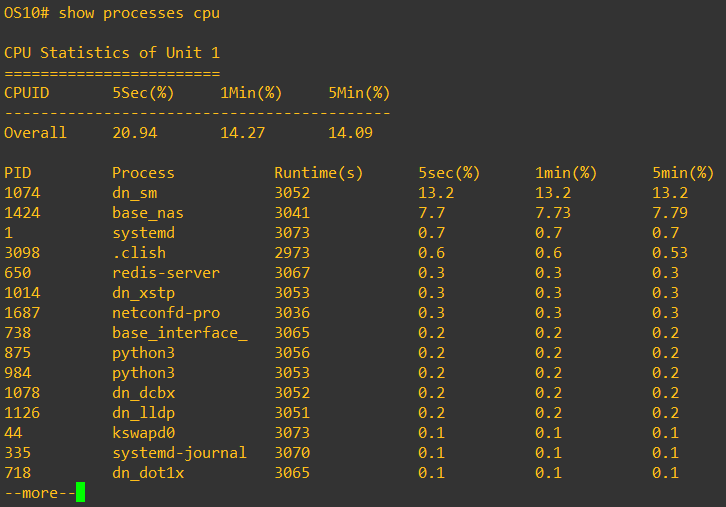 OS10# show processes cpu
CPU Statistics of Unit 1
========================
CPUID       5Sec(%)     1Min(%)     5Min(%)
-------------------------------------------
Overall     20.94       14.27       14.09
PID         Process           Runtime(s)      5sec(%)      1min(%)      5min(%)
1074        dn_sm             3052            13.2         13.2         13.2
1424        base_nas          3041            7.7          7.73         7.79
1           systemd           3073            0.7          0.7          0.7
3098        .clish            2973            0.6          0.6          0.53
650         redis-server      3067            0.3          0.3          0.3
1014        dn_xstp           3053            0.3          0.3          0.3
1687        netconfd-pro      3036            0.3          0.3          0.3
738         base_interface_   3065            0.2          0.2          0.2
875         python3           3056            0.2          0.2          0.2
984         python3           3053            0.2          0.2          0.2
1078        dn_dcbx           3052            0.2          0.2          0.2
1126        dn_lldp           3051            0.2          0.2          0.2
44          kswapd0           3073            0.1          0.1          0.1
335         systemd-journal   3070            0.1          0.1          0.1
718         dn_dot1x          3065            0.1          0.1          0.1
--more--